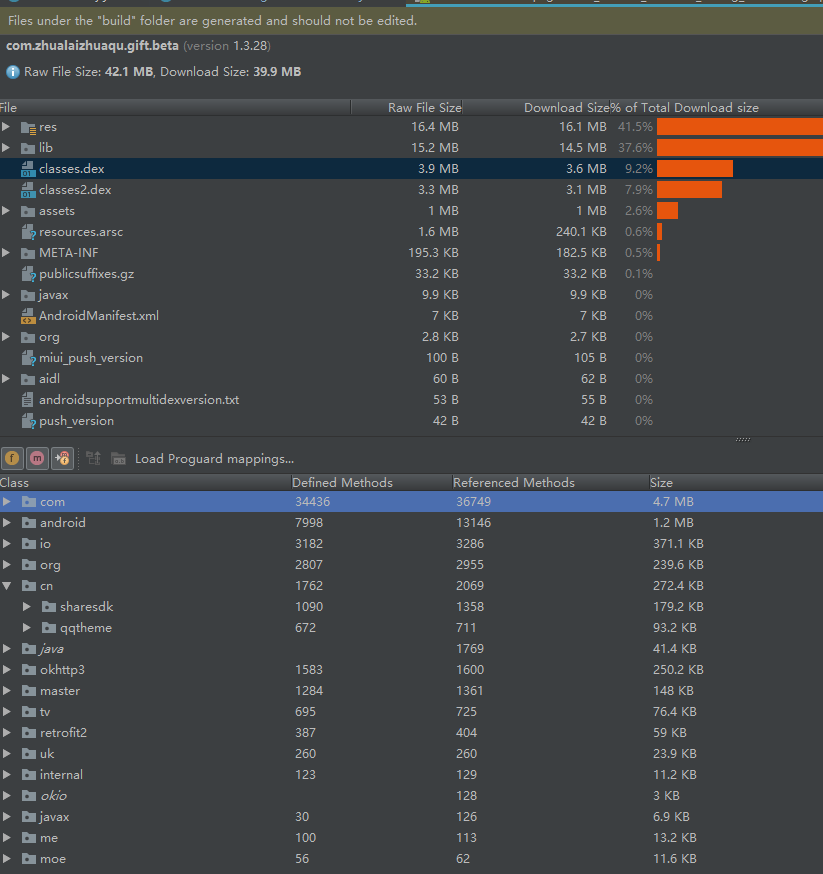 Files under the "build" folder are generated and should not be edited.
com.zhualaizhuaqu.gift.beta (version 1.3.28)
Raw File Size: 42.1 MB, Download Size: 39.9 MB
File Raw File Size Download Size % of Total Download size
res 16.4 MB 16.1 MB 41.5%
lib 15.2 MB 14.5 MB 37.6%
classes.dex 3.9 MB 3.6 MB 9.2%
classes2.dex 3.3 MB 3.1 MB 7.9%
assets 1 MB 1 MB 2.6%
resources.arsc 1.6 MB 240.1 KB 0.6%
META-INF 195.3 KB 182.5 KB 0.5%
publicsuffixes.gz 33.2 KB 33.2 KB 0.1%
javax 9.9 KB 9.9 KB 0%
AndroidManifest.xml 7 KB 7 KB 0%
org 2.8 KB 2.7 KB 0%
miui_push_version 100 B 105 B 0%
aidl 60 B 62 B 0%
androidsupportmultidexversion.txt 53 B 55 B 0%
push_version 42 B 42 B 0%
Load Proguard mappings...
Class Defined Methods Referenced Methods Size
com 34436 36749 4.7 MB
android 7998 13146 1.2 MB
io 3182 3286 371.1 KB
org 2807 2955 239.6 KB
cn 1762 2069 272.4 KB
sharesdk 1090 1358 179.2 KB
qqtheme 672 711 93.2 KB
java 1769 41.4 KB
okhttp3 1583 1600 250.2 KB
master 1284 1361 148 KB
tv 695 725 76.4 KB
retrofit2 387 404 59 KB
uk 260 260 23.9 KB
internal 123 129 11.2 KB
okio 128 3 KB
javax 30 126 6.9 KB
me 100 113 13.2 KB
moe 56 62 11.6 KB